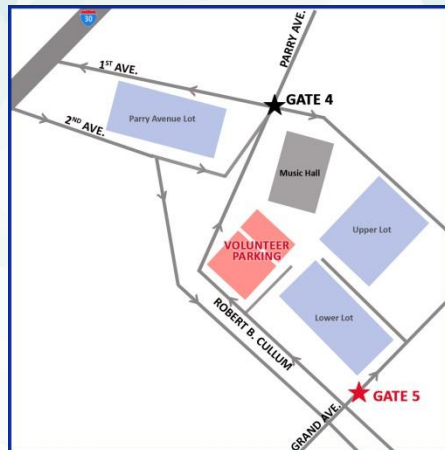 30
1ST AVE.
PARRY AVE.
GATE 4
Parry Avenue Lot
2ND AVE.
Music Hall
Upper Lot
VOLUNTEER
PARKING
ROBERT B. CULLUM
Lower Lot
GATE 5
GRAND AVE.